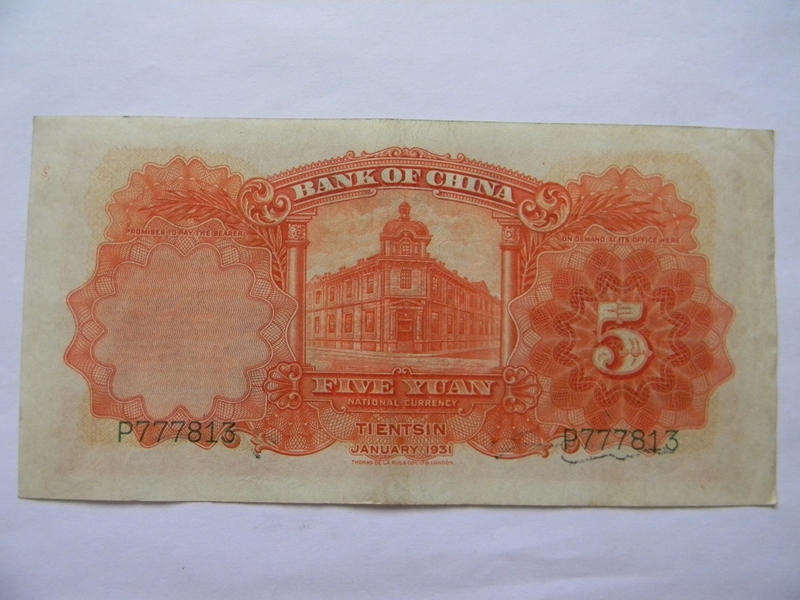 BANK OF CHINA
PROMISES TO PAY THE BEARER
ON DEMAND AT ITS OFFICE HERE
5
FIVE YUAN
NATIONAL CURRENCY
TIENTSIN
P777813
P777813
JANUARY, 1931
THOMAS DE LA RUE & CO. LTD. LONDON.